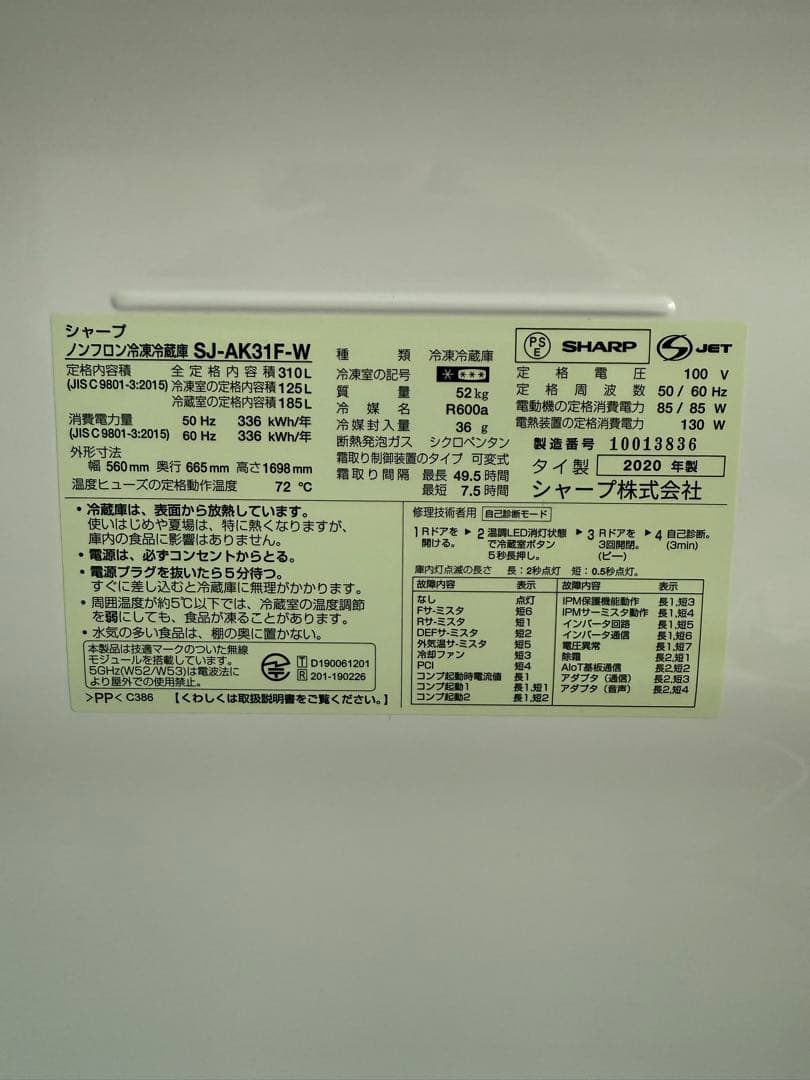 シャープ
ノンフロン冷凍冷蔵庫 SJ-AK31F-W
定格内容積 全定格内容積 310L
(JIS C 9801-3:2015) 冷凍室の定格内容積 125L
冷蔵室の定格内容積 185L
消費電力量 50 Hz 336 kWh/年
(JIS C 9801-3:2015) 60 Hz 336 kWh/年
外形寸法
幅 560mm 奥行 665mm 高さ1698mm
温度ヒューズの定格動作温度 72 ℃
種類 冷凍冷蔵庫
冷凍室の記号 * ***
質量 52kg
冷媒名 R600a
冷媒封入量 36 g
断熱発泡ガス シクロペンタン
霜取り制御装置のタイプ 可変式
霜取り間隔 最長 49.5時間
最短 7.5時間
PSE SHARP JET
定格電圧 100 V
定格周波数 50 / 60 Hz
電動機の定格消費電力 85 / 85 W
電熱装置の定格消費電力 130 W
製造番号 10013836
タイ製 2020 年製
シャープ株式会社
・冷蔵庫は、表面から放熱しています。
使いはじめや夏場は、特に熱くなりますが、
庫内の食品に影響はありません。
・電源は、必ずコンセントからとる。
・電源プラグを抜いたら5分待つ。
すぐに差し込むと冷蔵庫に無理がかかります。
・周囲温度が約5℃以下では、冷蔵室の温度調節
を弱にしても、食品が凍ることがあります。
・水気の多い食品は、棚の奥に置かない。
本製品は技適マークのついた無線
モジュールを搭載しています。
5GHz(W52/W53)は電波法に
より屋外での使用禁止。
T D190061201
R 201-190226
>PP< C386 【くわしくは取扱説明書をご覧ください。】
修理技術者用 自己診断モード
1 Rドアを開ける。 ▶ 2 温調LED消灯状態で冷蔵室ボタン5秒長押し。 ▶ 3 Rドアを3回開閉。(ピー) ▶ 4 自己診断。(3min)
庫内灯点滅の長さ 長：2秒点灯 短：0.5秒点灯。
故障内容 表示 故障内容 表示
なし 点灯 IPM保護機能動作 長1,短3
Fサ-ミスタ 短6 IPMサーミスタ動作 長1,短4
Rサ-ミスタ 短1 インバータ回路 長1,短5
DEFサ-ミスタ 短2 インバータ通信 長1,短6
外気温サ-ミスタ 短5 電圧異常 長1,短7
冷却ファン 短3 除霜 長2,短1
PCI 短4 AIoT基板通信 長2,短2
コンプ起動時電流値 長1 アダプタ（通信） 長2,短3
コンプ起動1 長1,短1 アダプタ（音声） 長2,短4
コンプ起動2 長1,短2